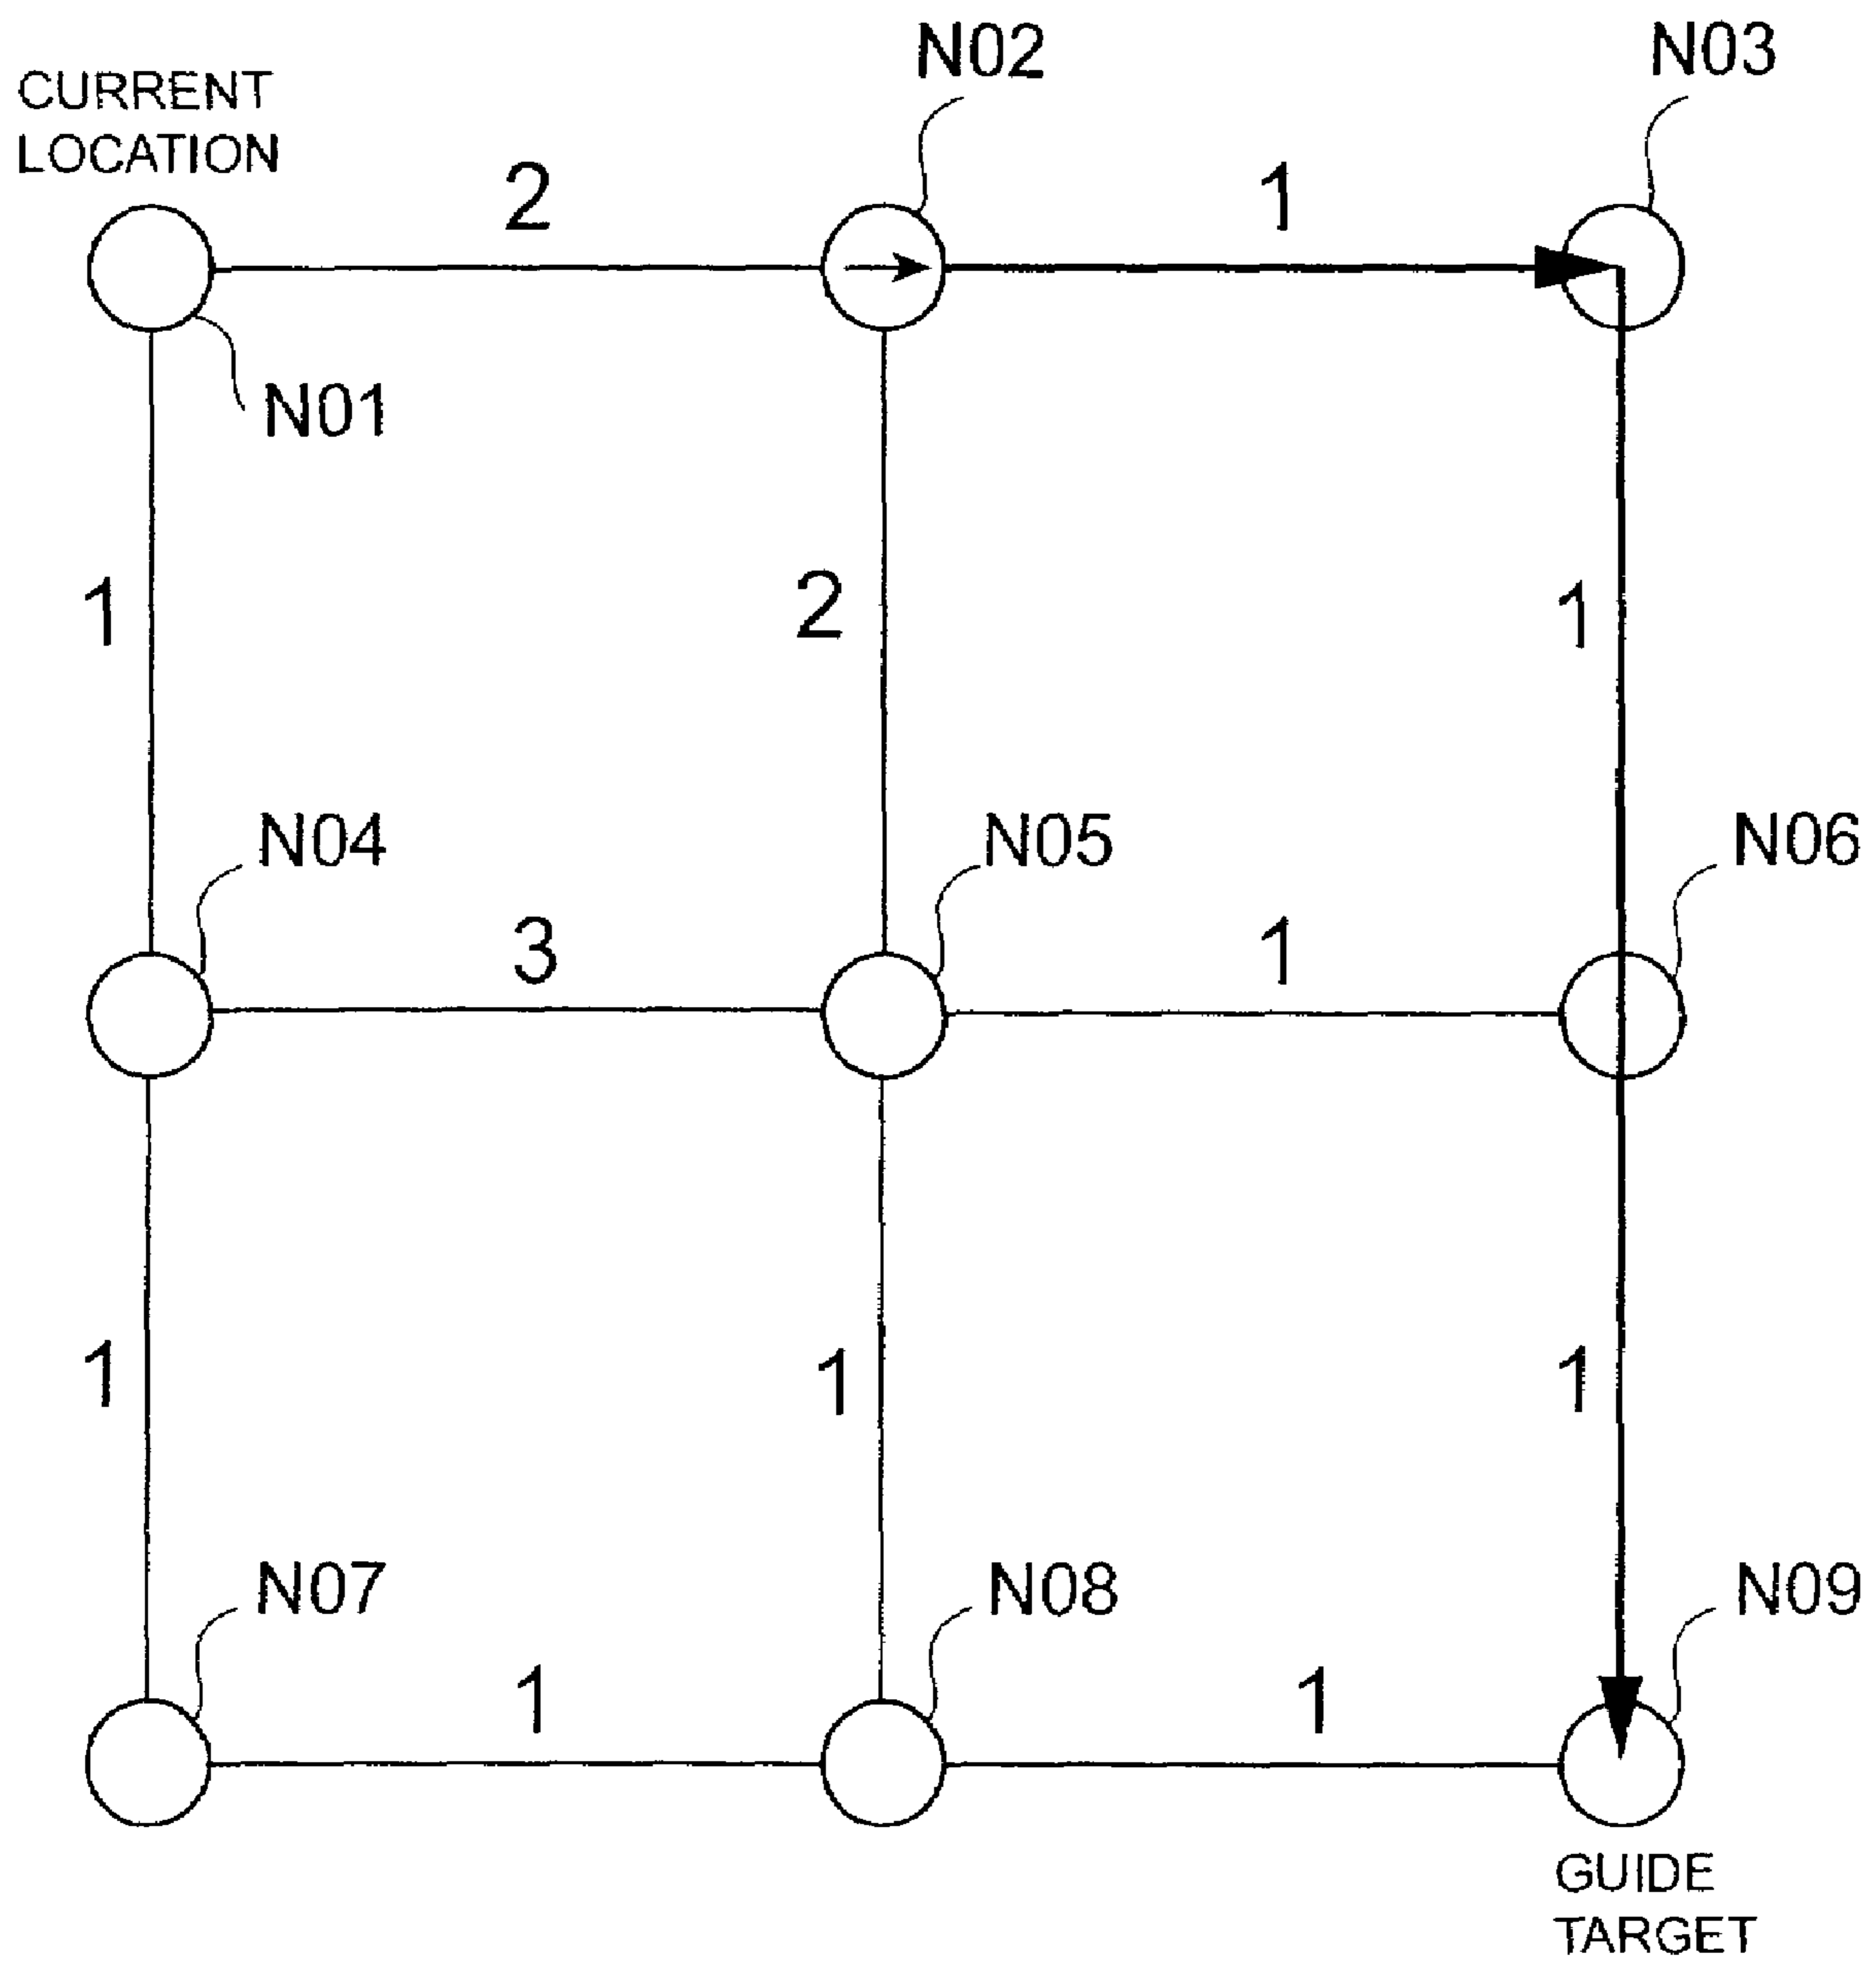 N02
N03
CURRENT
LOCATION
2
1
N01
1
2
1
N04
N05
N06
3
1
1
1
1
N07
N08
N09
1
1
GUIDE
TARGET